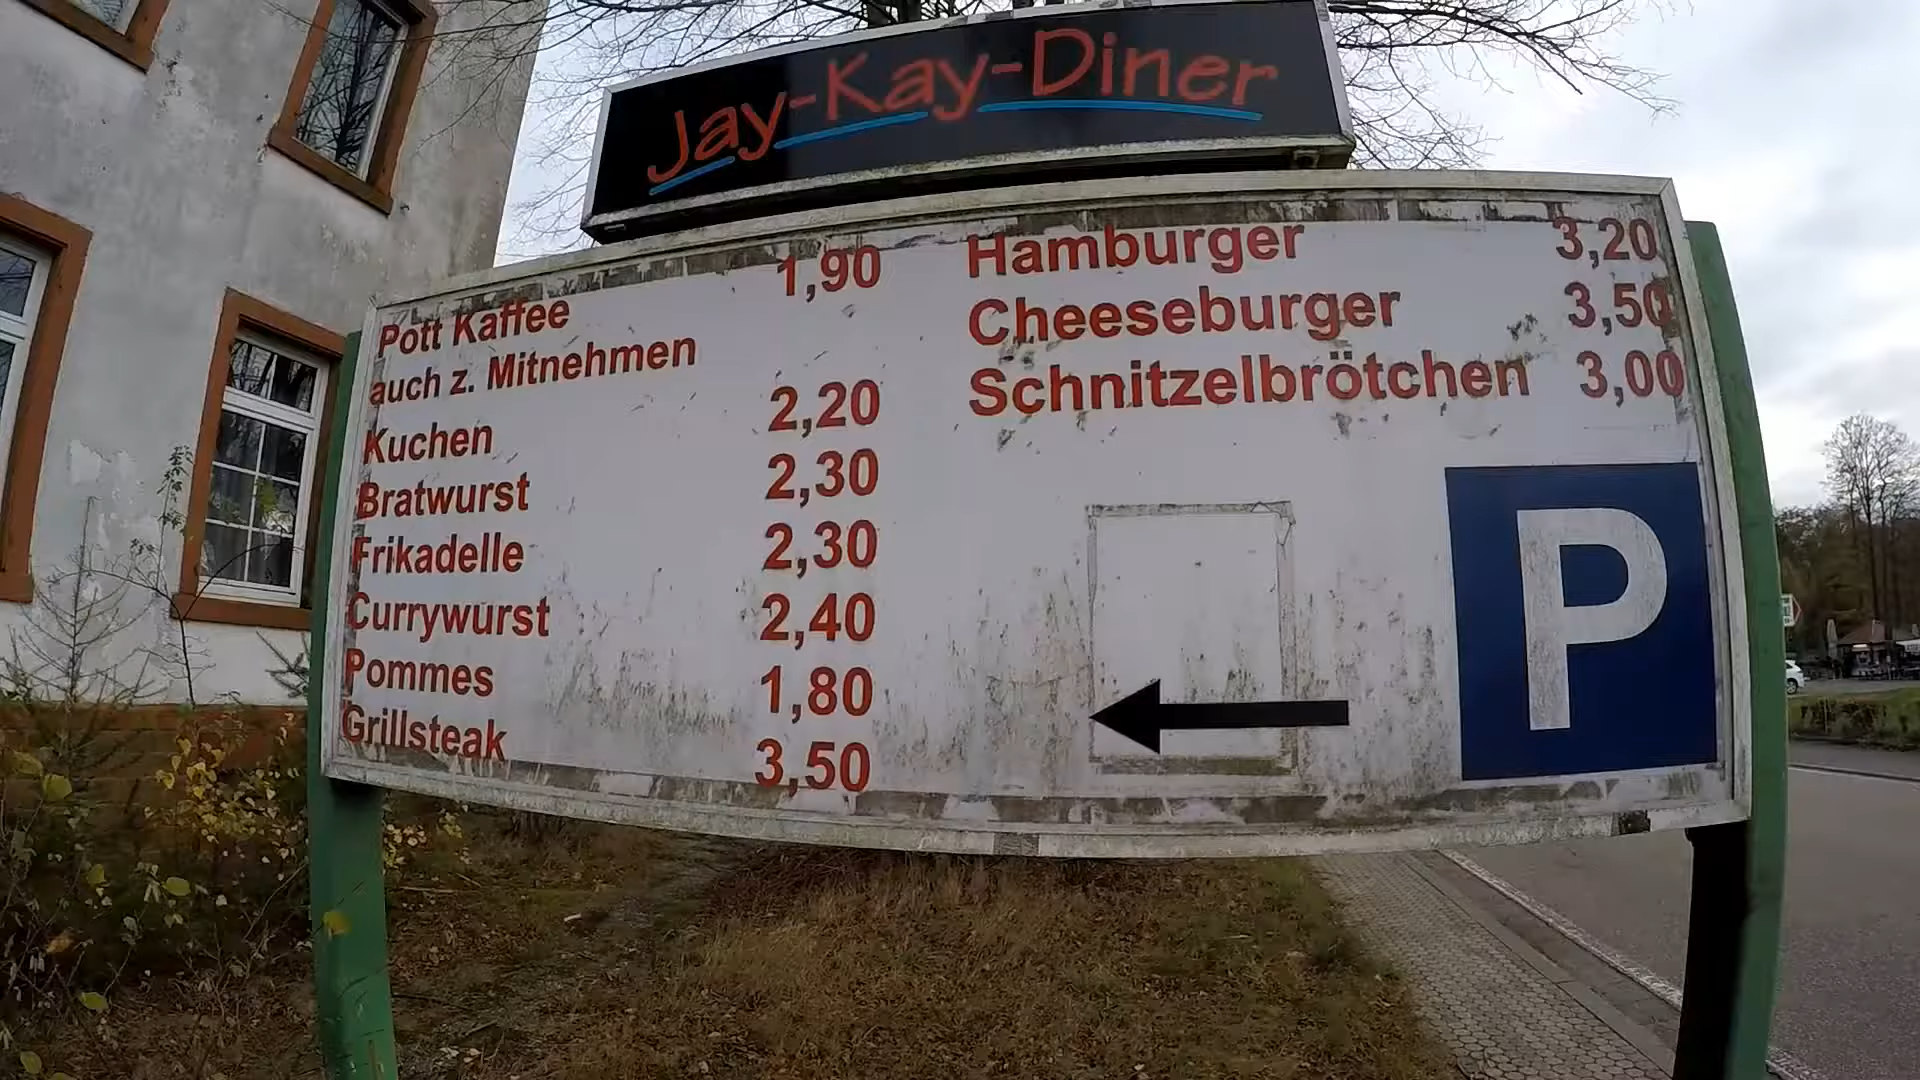 Jay-Kay-Diner
Pott Kaffee 1,90
auch z. Mitnehmen
Kuchen 2,20
Bratwurst 2,30
Frikadelle 2,30
Currywurst 2,40
Pommes 1,80
Grillsteak 3,50
Hamburger 3,20
Cheeseburger 3,50
Schnitzelbrötchen 3,00
P